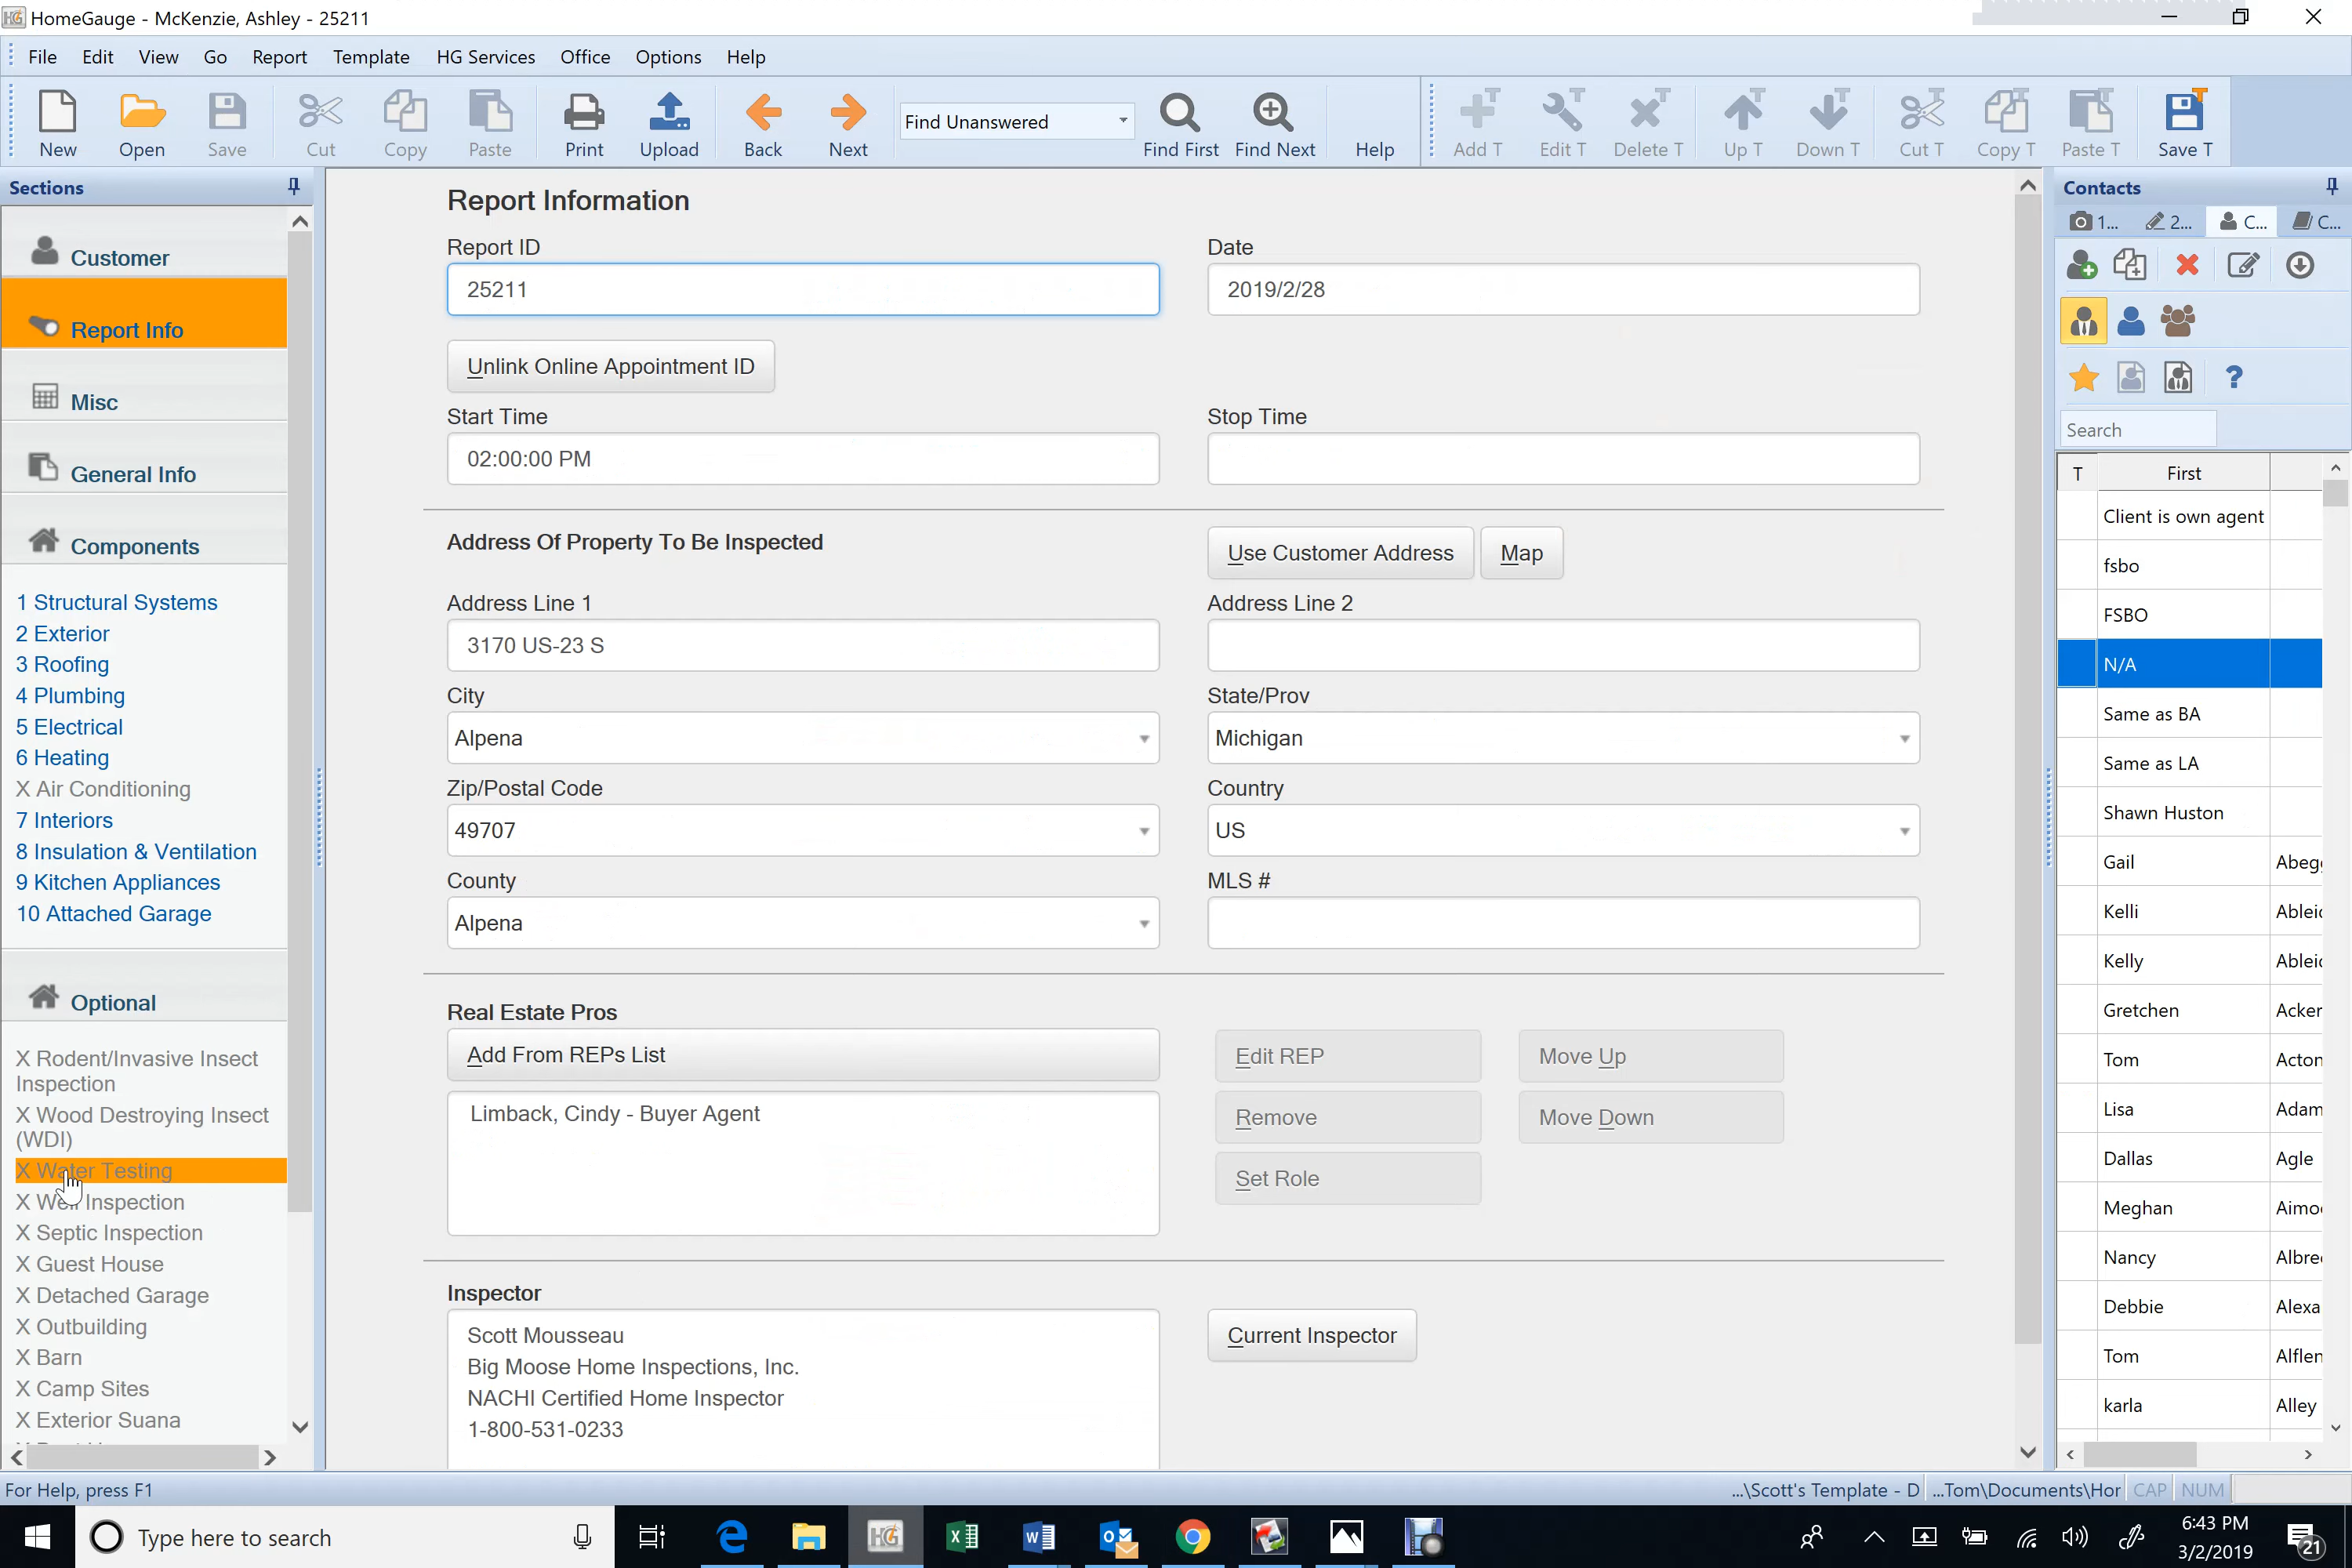 HomeGauge - McKenzie, Ashley - 25211
File Edit View Go Report Template HG Services Office Options Help
New Open Save Cut Copy Paste Print Upload Back Next Find Unanswered Find First Find Next Help Add T Edit T Delete T Up T Down T Cut T Copy T Paste T Save T
Sections
Customer
Report Info
Misc
General Info
Components
1 Structural Systems
2 Exterior
3 Roofing
4 Plumbing
5 Electrical
6 Heating
X Air Conditioning
7 Interiors
8 Insulation & Ventilation
9 Kitchen Appliances
10 Attached Garage
Optional
X Rodent/Invasive Insect
Inspection
X Wood Destroying Insect
(WDI)
X Water Testing
X Well Inspection
X Septic Inspection
X Guest House
X Detached Garage
X Outbuilding
X Barn
X Camp Sites
X Exterior Suana
Report Information
Report ID
25211
Date
2019/2/28
Unlink Online Appointment ID
Start Time
02:00:00 PM
Stop Time
Address Of Property To Be Inspected
Use Customer Address Map
Address Line 1
3170 US-23 S
Address Line 2
City
Alpena
State/Prov
Michigan
Zip/Postal Code
49707
Country
US
County
Alpena
MLS #
Real Estate Pros
Add From REPs List
Limback, Cindy - Buyer Agent
Edit REP Move Up
Remove Move Down
Set Role
Inspector
Scott Mousseau
Big Moose Home Inspections, Inc.
NACHI Certified Home Inspector
1-800-531-0233
Current Inspector
Contacts
1... 2... C... C...
Search
T First
Client is own agent
fsbo
FSBO
N/A
Same as BA
Same as LA
Shawn Huston
Gail Abeg
Kelli Ablei
Kelly Ablei
Gretchen Acker
Tom Acton
Lisa Adam
Dallas Agle
Meghan Aimo
Nancy Albre
Debbie Alexa
Tom Alflen
karla Alley
For Help, press F1
...\Scott's Template - D ...Tom\Documents\Hor CAP NUM
Type here to search
6:43 PM
3/2/2019
21